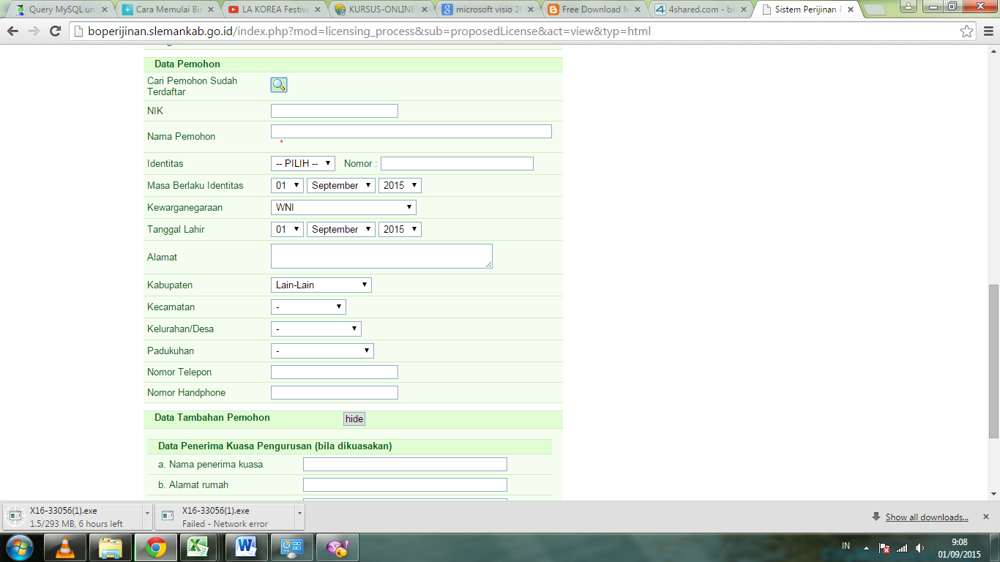 Query MySQL un
Cara Memulai Bis
LA KOREA Festiva
KURSUS-ONLINE
microsoft visio 20
Free Download M
4shared.com - be
Sistem Perijinan P
boperijinan.slemankab.go.id/index.php?mod=licensing_process&sub=proposedLicense&act=view&typ=html
Data Pemohon
Cari Pemohon Sudah
Terdaftar
NIK
Nama Pemohon
*
Identitas -- PILIH -- Nomor :
Masa Berlaku Identitas 01 September 2015
Kewarganegaraan WNI
Tanggal Lahir 01 September 2015
Alamat
Kabupaten Lain-Lain
Kecamatan -
Kelurahan/Desa -
Padukuhan -
Nomor Telepon
Nomor Handphone
Data Tambahan Pemohon hide
Data Penerima Kuasa Pengurusan (bila dikuasakan)
a. Nama penerima kuasa
b. Alamat rumah
X16-33056(1).exe
1.5/293 MB, 6 hours left
X16-33056(1).exe
Failed - Network error
Show all downloads...
IN
9:08
01/09/2015